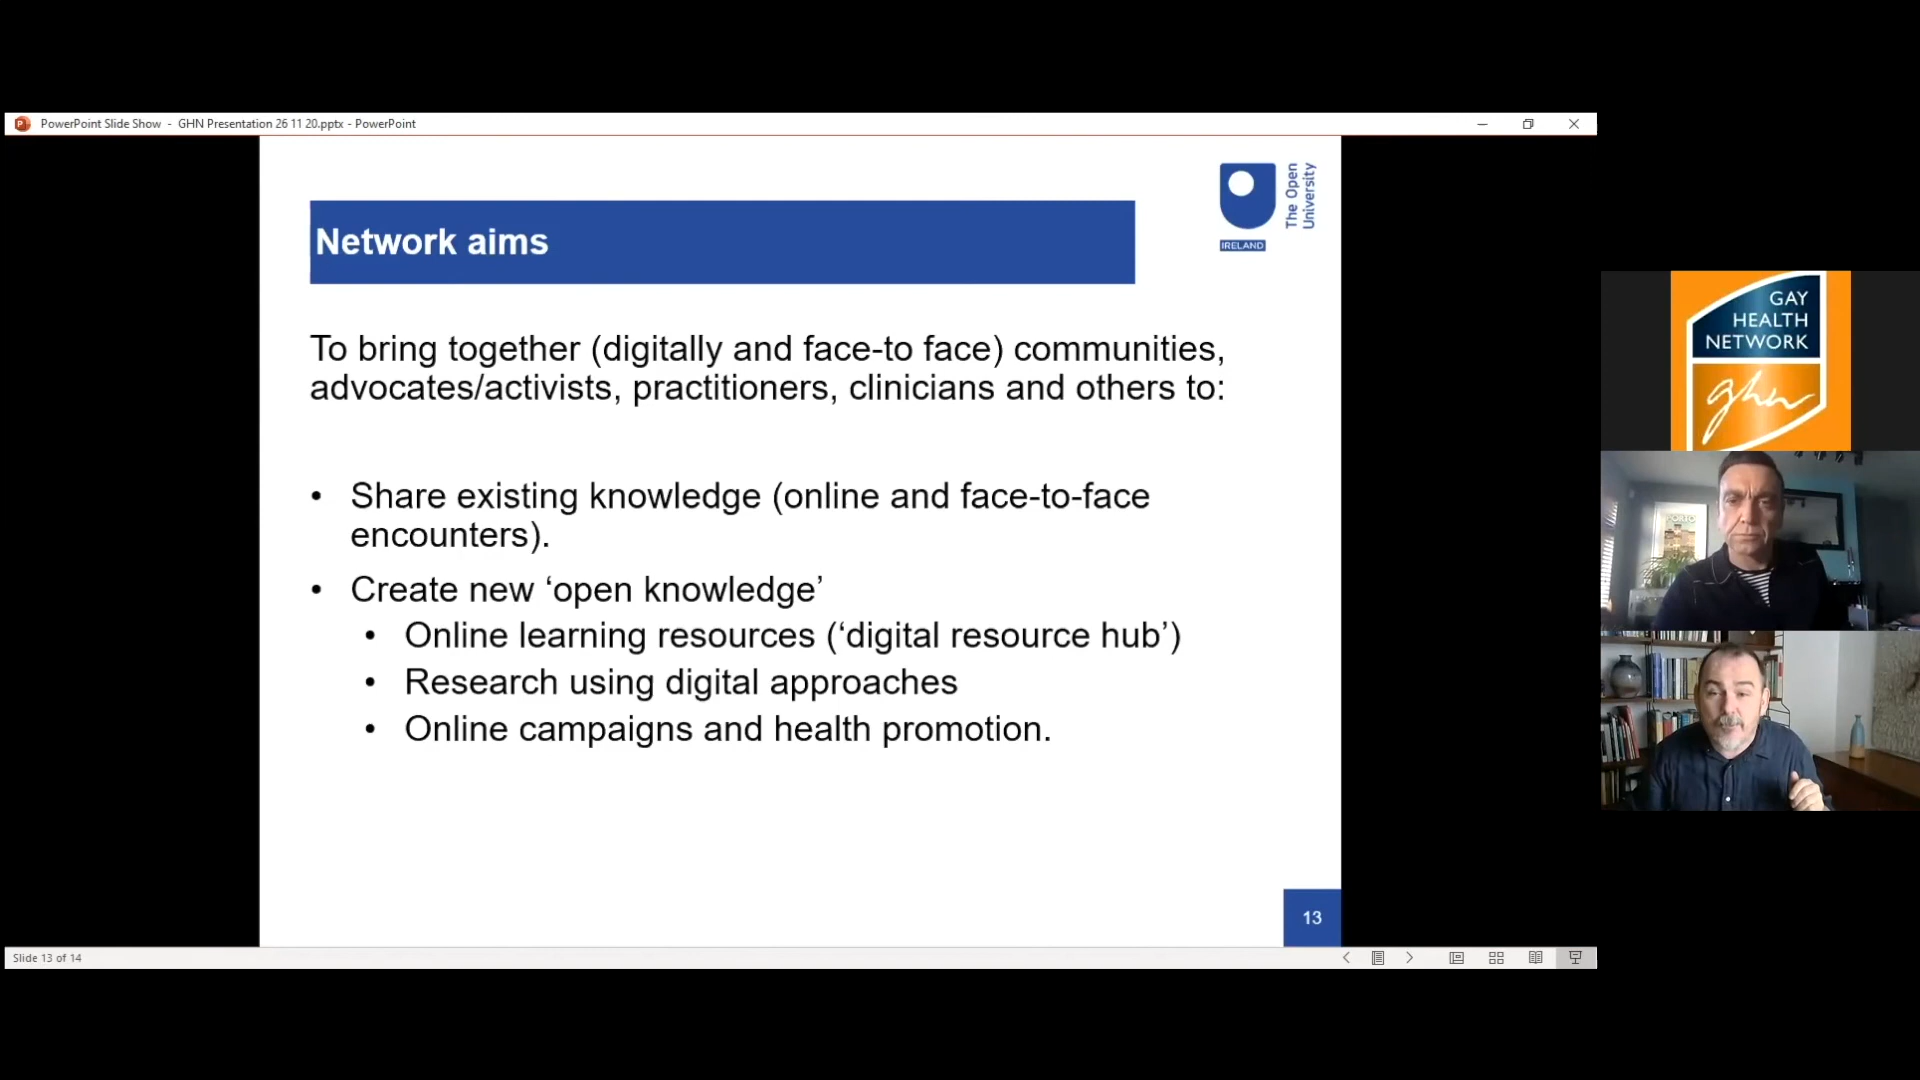 PowerPoint Slide Show - GHN Presentation 26 11 20.pptx - PowerPoint
The Open
University
IRELAND
Network aims
To bring together (digitally and face-to face) communities,
advocates/activists, practitioners, clinicians and others to:
• Share existing knowledge (online and face-to-face
encounters).
• Create new ‘open knowledge’
• Online learning resources (‘digital resource hub’)
• Research using digital approaches
• Online campaigns and health promotion.
13
Slide 13 of 14
GAY
HEALTH
NETWORK
ghn